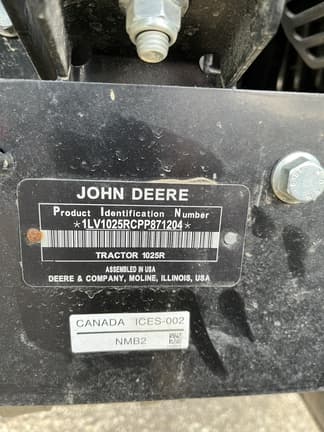 JOHN DEERE
Product Identification Number
*1LV1025RCPP871204*
TRACTOR 1025R
ASSEMBLED IN USA
DEERE & COMPANY, MOLINE, ILLINOIS, USA
CANADA ICES-002
NMB2